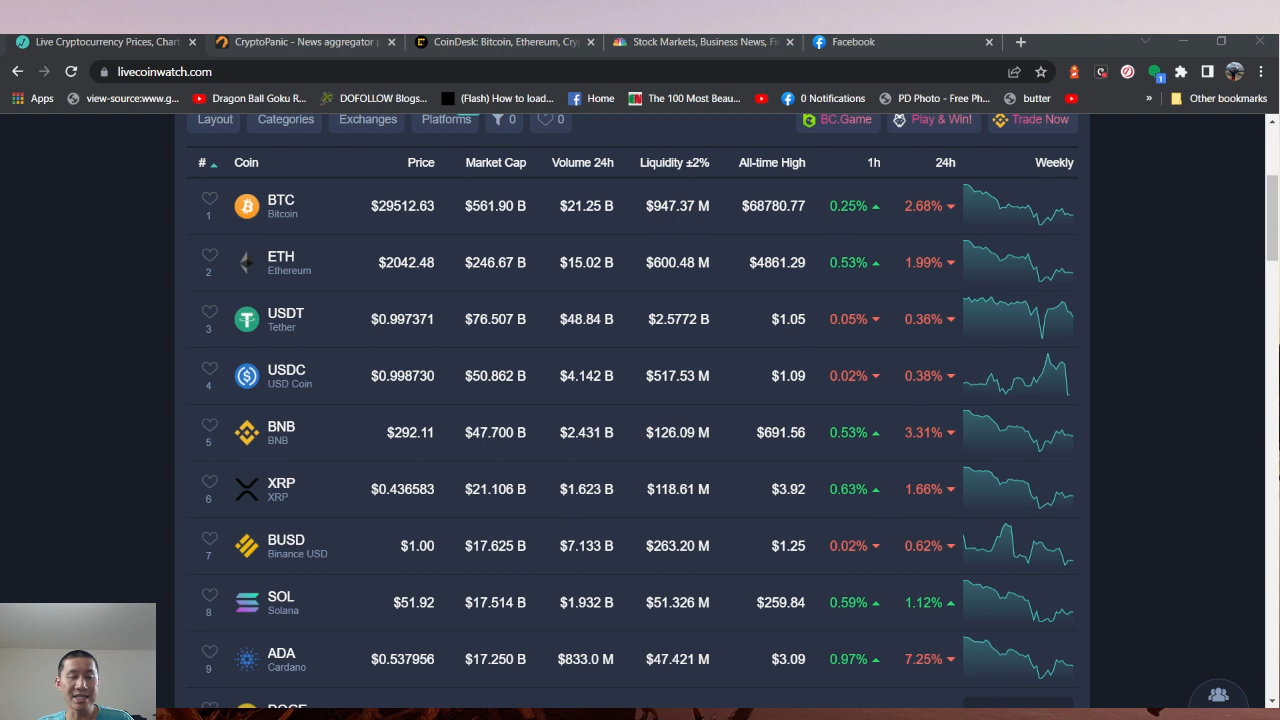 Live Cryptocurrency Prices, Chart
CryptoPanic - News aggregator p
CoinDesk: Bitcoin, Ethereum, Cry
Stock Markets, Business News, Fi
Facebook
livecoinwatch.com
1
Apps
view-source:www.g...
Dragon Ball Goku R...
DOFOLLOW Blogs...
(Flash) How to load...
Home
The 100 Most Beau...
0 Notifications
PD Photo - Free Ph...
butter
»
Other bookmarks
Layout
Categories
Exchanges
Platforms
0
0
BC.Game
Play & Win!
Trade Now
# Coin Price Market Cap Volume 24h Liquidity ±2% All-time High 1h 24h Weekly
1 BTC $29512.63 $561.90 B $21.25 B $947.37 M $68780.77 0.25% 2.68%
Bitcoin
2 ETH $2042.48 $246.67 B $15.02 B $600.48 M $4861.29 0.53% 1.99%
Ethereum
3 USDT $0.997371 $76.507 B $48.84 B $2.5772 B $1.05 0.05% 0.36%
Tether
4 USDC $0.998730 $50.862 B $4.142 B $517.53 M $1.09 0.02% 0.38%
USD Coin
5 BNB $292.11 $47.700 B $2.431 B $126.09 M $691.56 0.53% 3.31%
BNB
6 XRP $0.436583 $21.106 B $1.623 B $118.61 M $3.92 0.63% 1.66%
XRP
7 BUSD $1.00 $17.625 B $7.133 B $263.20 M $1.25 0.02% 0.62%
Binance USD
8 SOL $51.92 $17.514 B $1.932 B $51.326 M $259.84 0.59% 1.12%
Solana
9 ADA $0.537956 $17.250 B $833.0 M $47.421 M $3.09 0.97% 7.25%
Cardano
DOGE